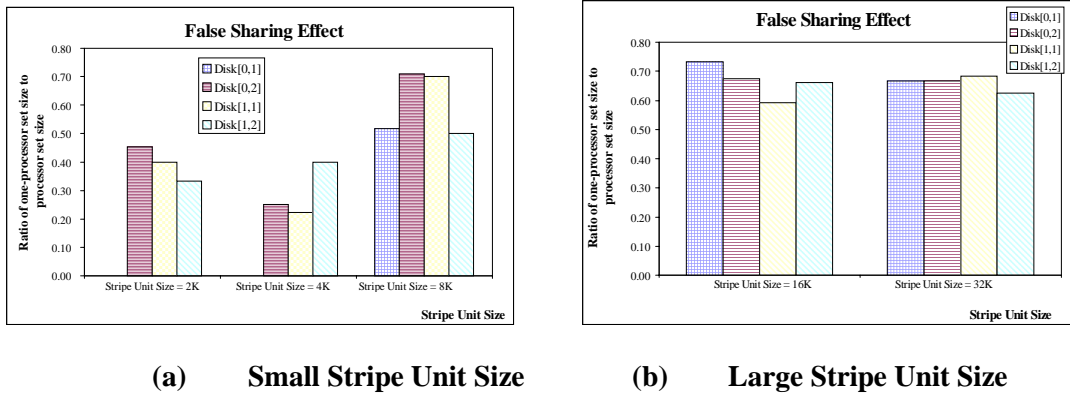 False Sharing Effect
Ratio of one-processor set size to
processor set size
0.80
0.70
0.60
0.50
0.40
0.30
0.20
0.10
0.00
Disk[0,1]
Disk[0,2]
Disk[1,1]
Disk[1,2]
Stripe Unit Size = 2K
Stripe Unit Size = 4K
Stripe Unit Size = 8K
Stripe Unit Size
False Sharing Effect
Ratio of one-processor set size to
processor set size
0.80
0.70
0.60
0.50
0.40
0.30
0.20
0.10
0.00
Disk[0,1]
Disk[0,2]
Disk[1,1]
Disk[1,2]
Stripe Unit Size = 16K
Stripe Unit Size = 32K
Stripe Unit Size
(a) Small Stripe Unit Size
(b) Large Stripe Unit Size